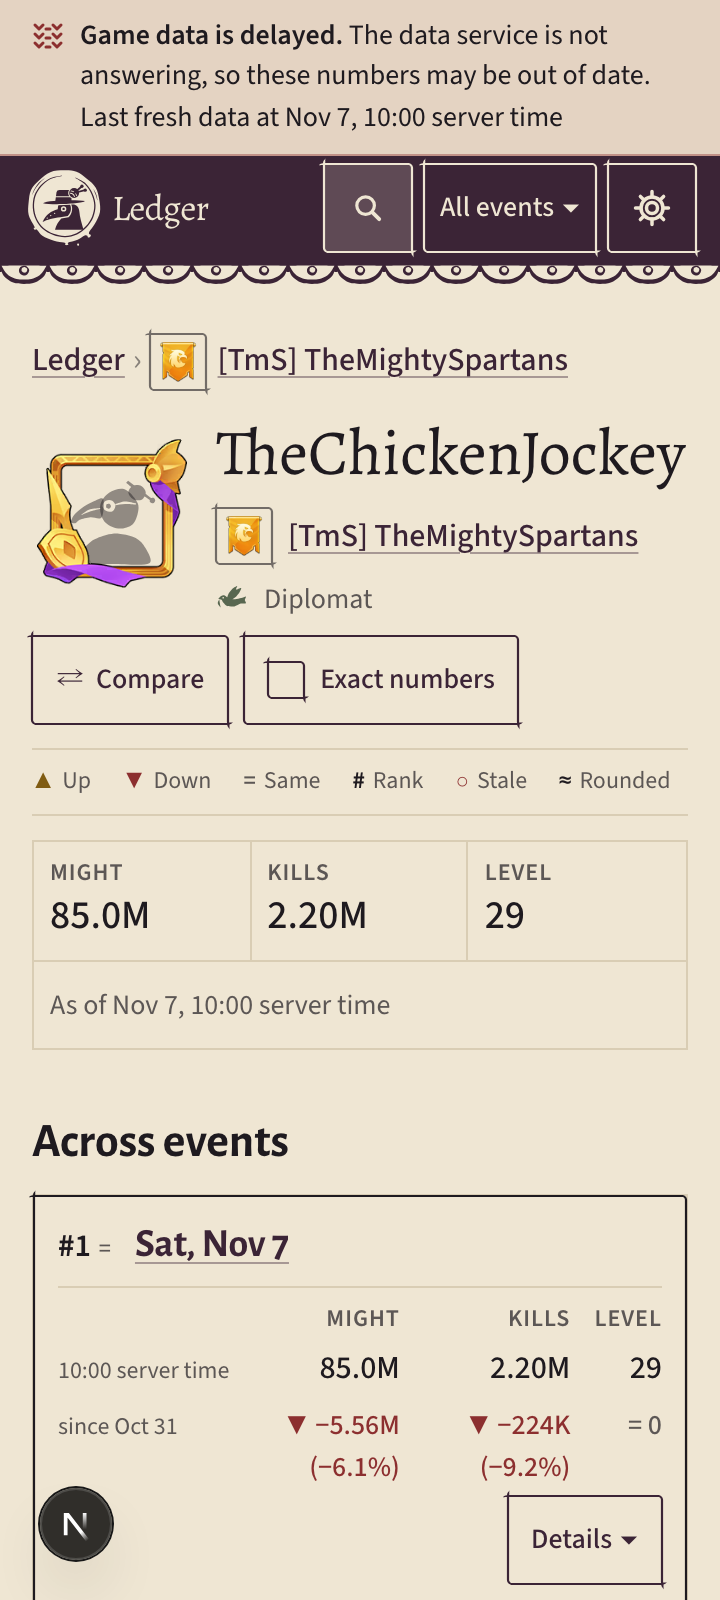 Game data is delayed. The data service is not
answering, so these numbers may be out of date.
Last fresh data at Nov 7, 10:00 server time
Ledger
All events
Ledger › [TmS] TheMightySpartans
TheChickenJockey
[TmS] TheMightySpartans
Diplomat
Compare
Exact numbers
▲ Up ▼ Down = Same # Rank ○ Stale ≈ Rounded
MIGHT KILLS LEVEL
85.0M 2.20M 29
As of Nov 7, 10:00 server time
Across events
#1 = Sat, Nov 7
MIGHT KILLS LEVEL
10:00 server time 85.0M 2.20M 29
since Oct 31 ▼ −5.56M ▼ −224K = 0
(−6.1%) (−9.2%)
N
Details